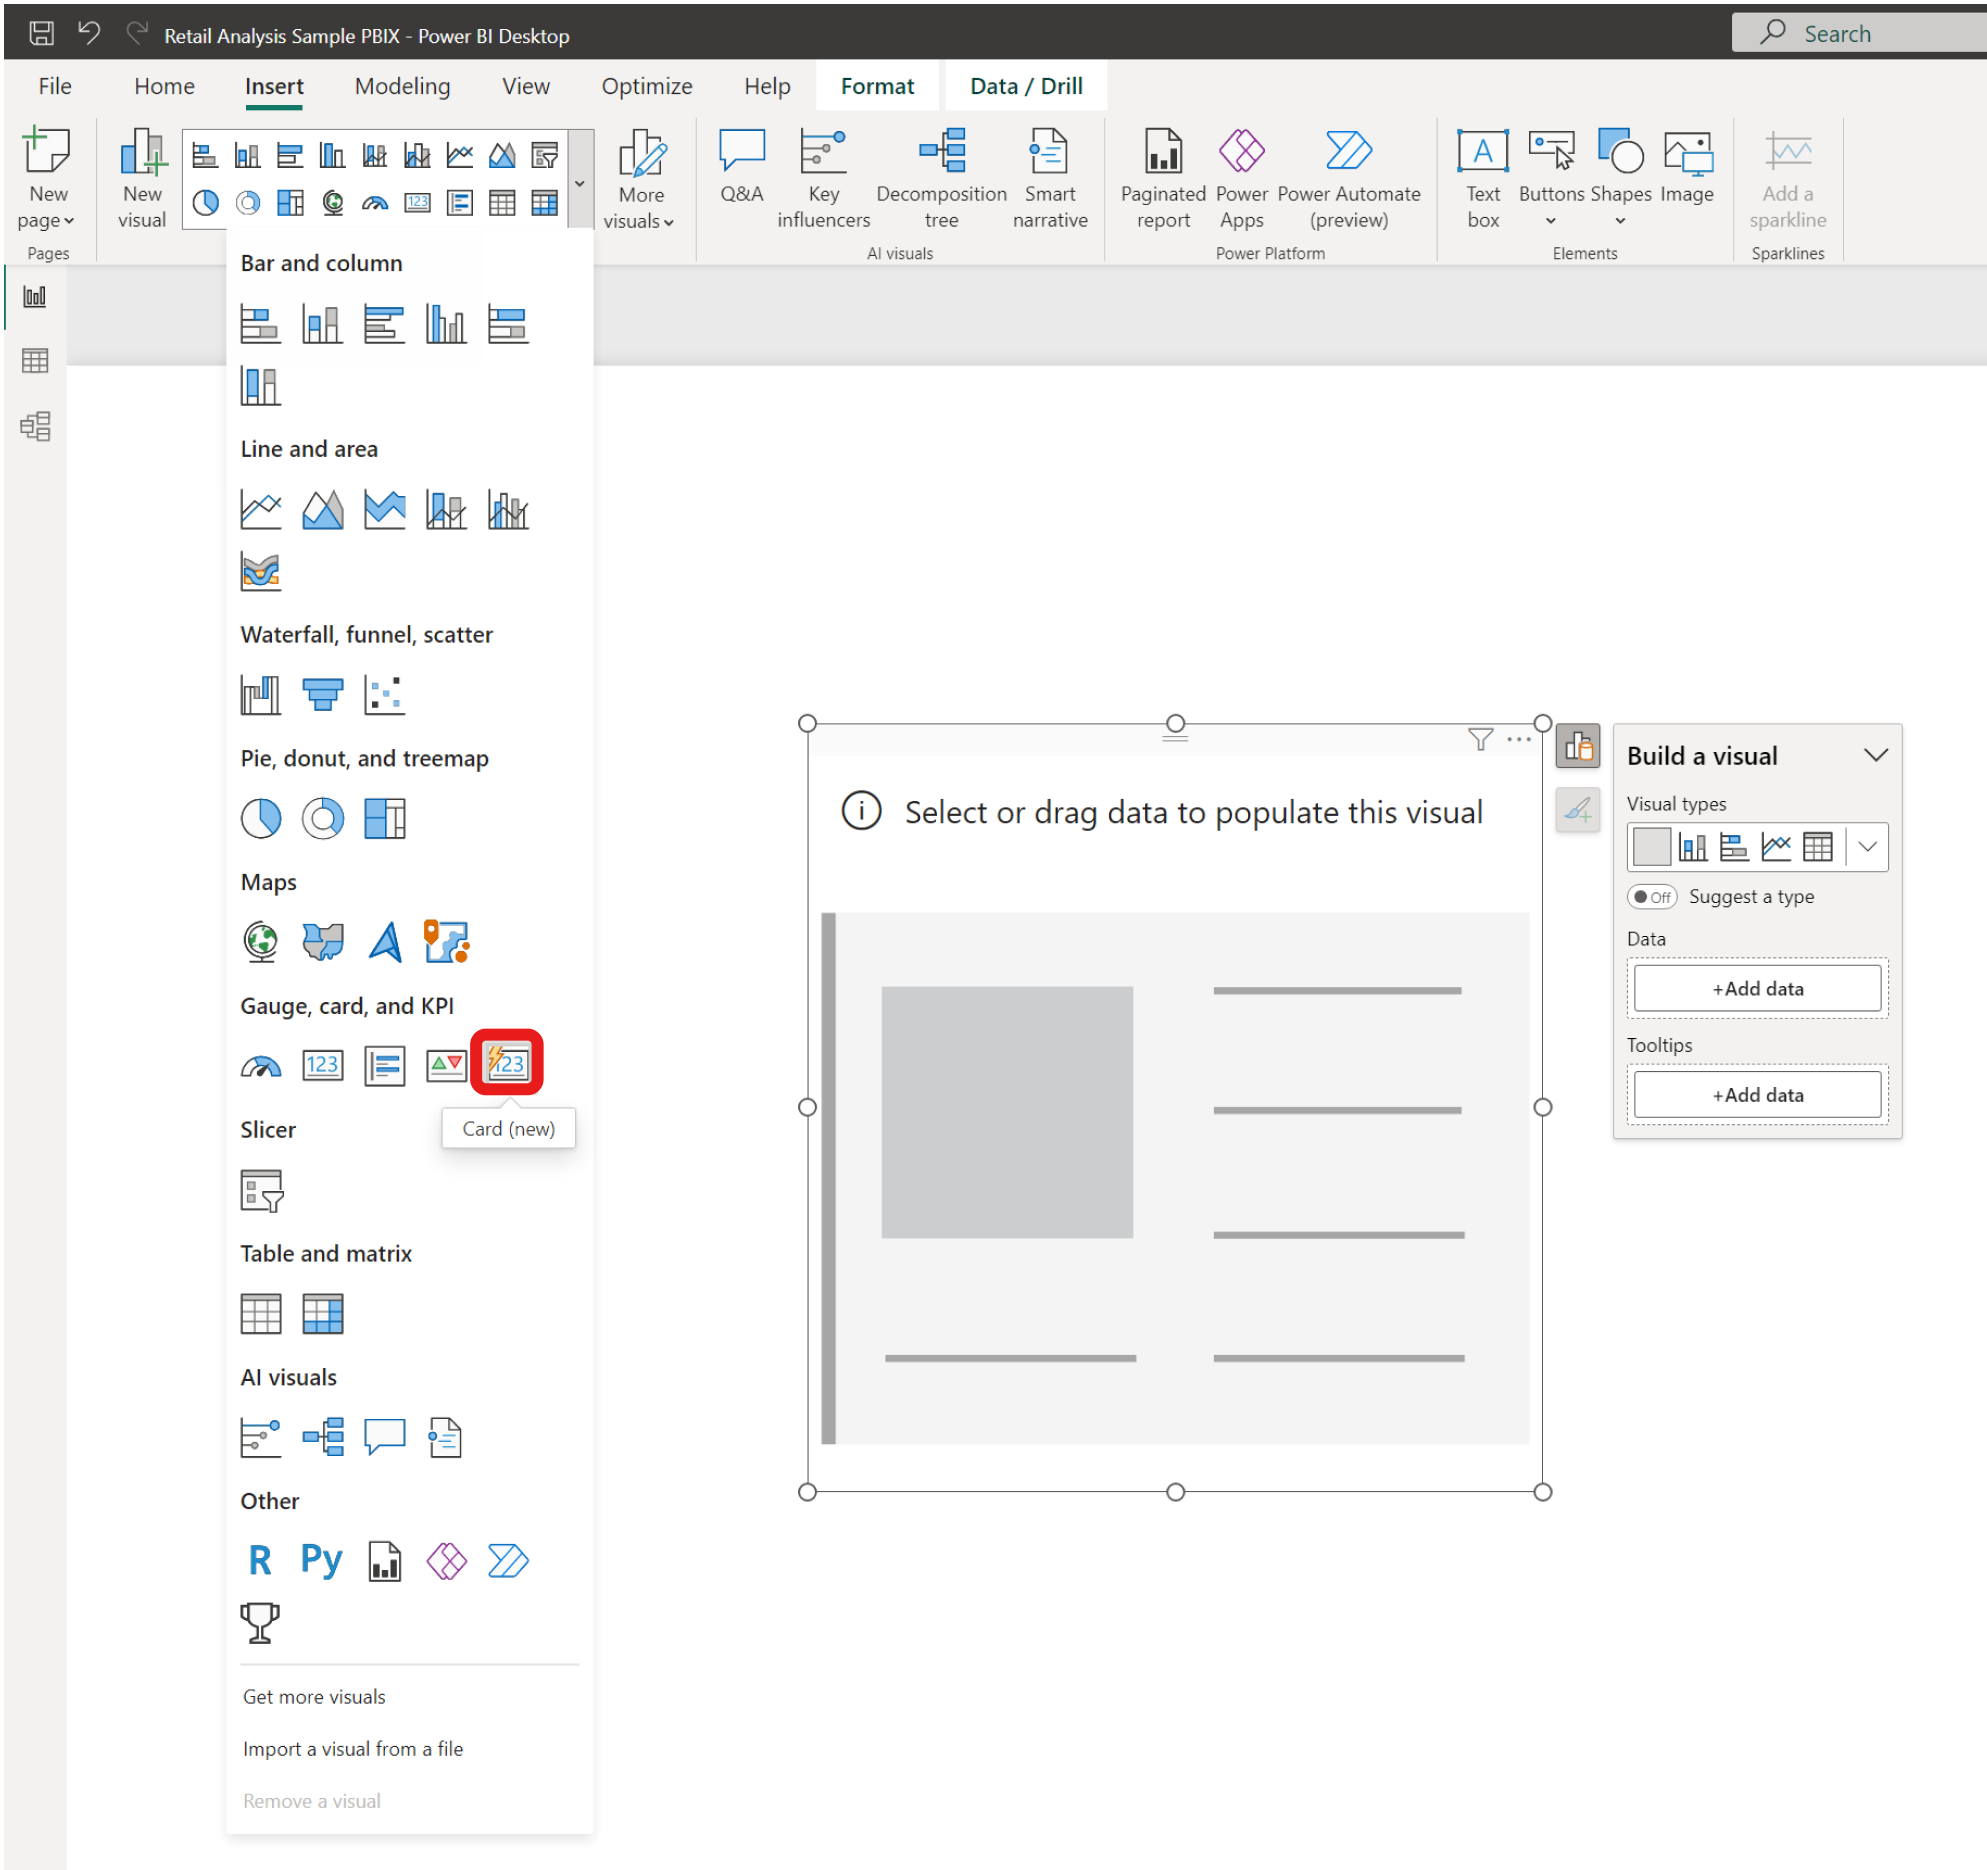 Retail Analysis Sample PBIX - Power BI Desktop
Search
File Home Insert Modeling View Optimize Help Format Data / Drill
New page
New visual
123
More visuals
Q&A
Key influencers
Decomposition tree
Smart narrative
Paginated report
Power Apps
Power Automate (preview)
A
Text box
Buttons
Shapes
Image
Add a sparkline
Pages
AI visuals
Power Platform
Elements
Sparklines
Bar and column
Line and area
Waterfall, funnel, scatter
Pie, donut, and treemap
Maps
Gauge, card, and KPI
123
123
Card (new)
Slicer
Table and matrix
AI visuals
Other
R Py
Get more visuals
Import a visual from a file
Remove a visual
Select or drag data to populate this visual
Build a visual
Visual types
Off Suggest a type
Data
+Add data
Tooltips
+Add data